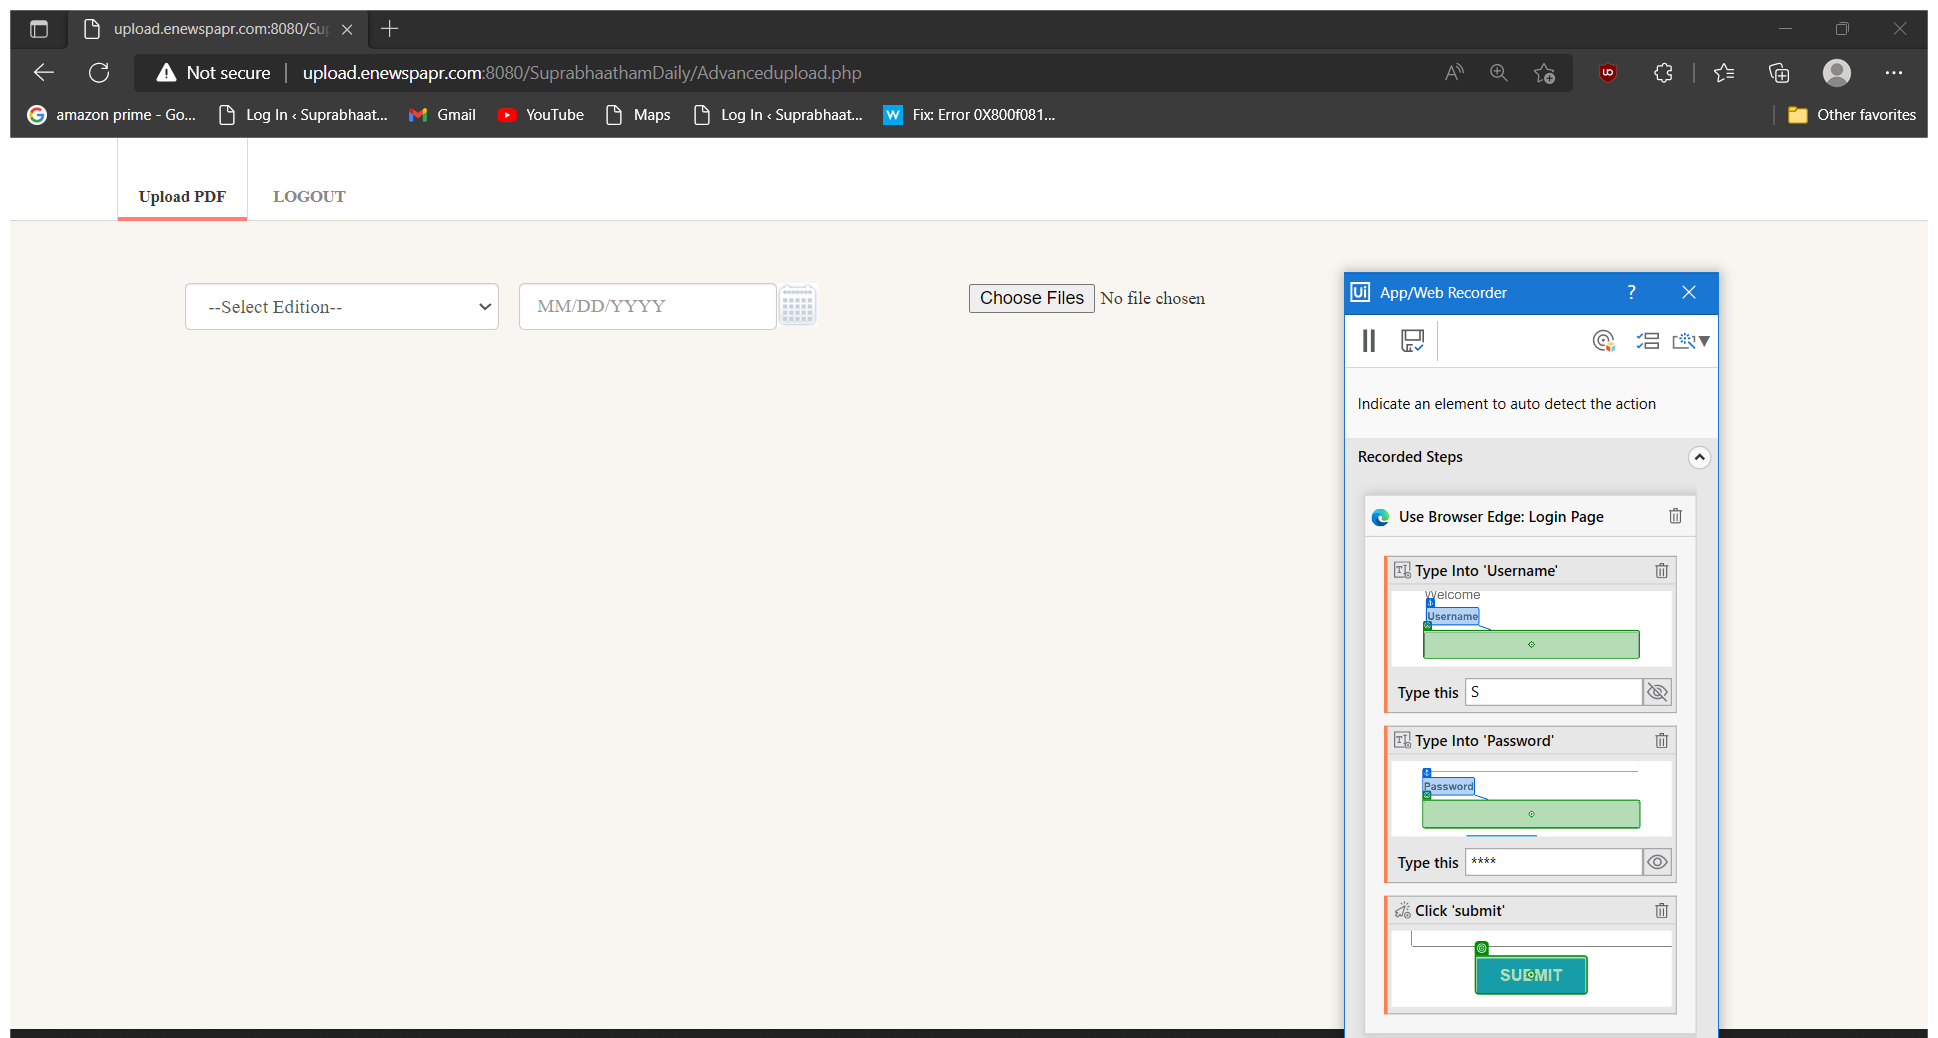 upload.enewspapr.com:8080/Sup
Not secure upload.enewspapr.com:8080/SuprabhaathamDaily/Advancedupload.php
amazon prime - Go... Log In ‹ Suprabhaat... Gmail YouTube Maps Log In ‹ Suprabhaat... Fix: Error 0X800f081... Other favorites
Upload PDF LOGOUT
--Select Edition-- MM/DD/YYYY Choose Files No file chosen
Ui App/Web Recorder ?
Indicate an element to auto detect the action
Recorded Steps
Use Browser Edge: Login Page
Type Into 'Username'
Welcome
Username
Type this S
Type Into 'Password'
Password
Type this ****
Click 'submit'
SUBMIT